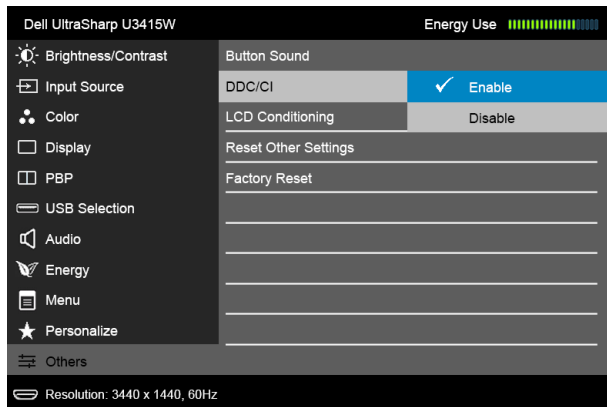 Dell UltraSharp U3415W
Energy Use
Brightness/Contrast
Button Sound
Input Source
DDC/CI
Enable
Color
LCD Conditioning
Disable
Display
Reset Other Settings
PBP
Factory Reset
USB Selection
Audio
Energy
Menu
Personalize
Others
Resolution: 3440 x 1440, 60Hz